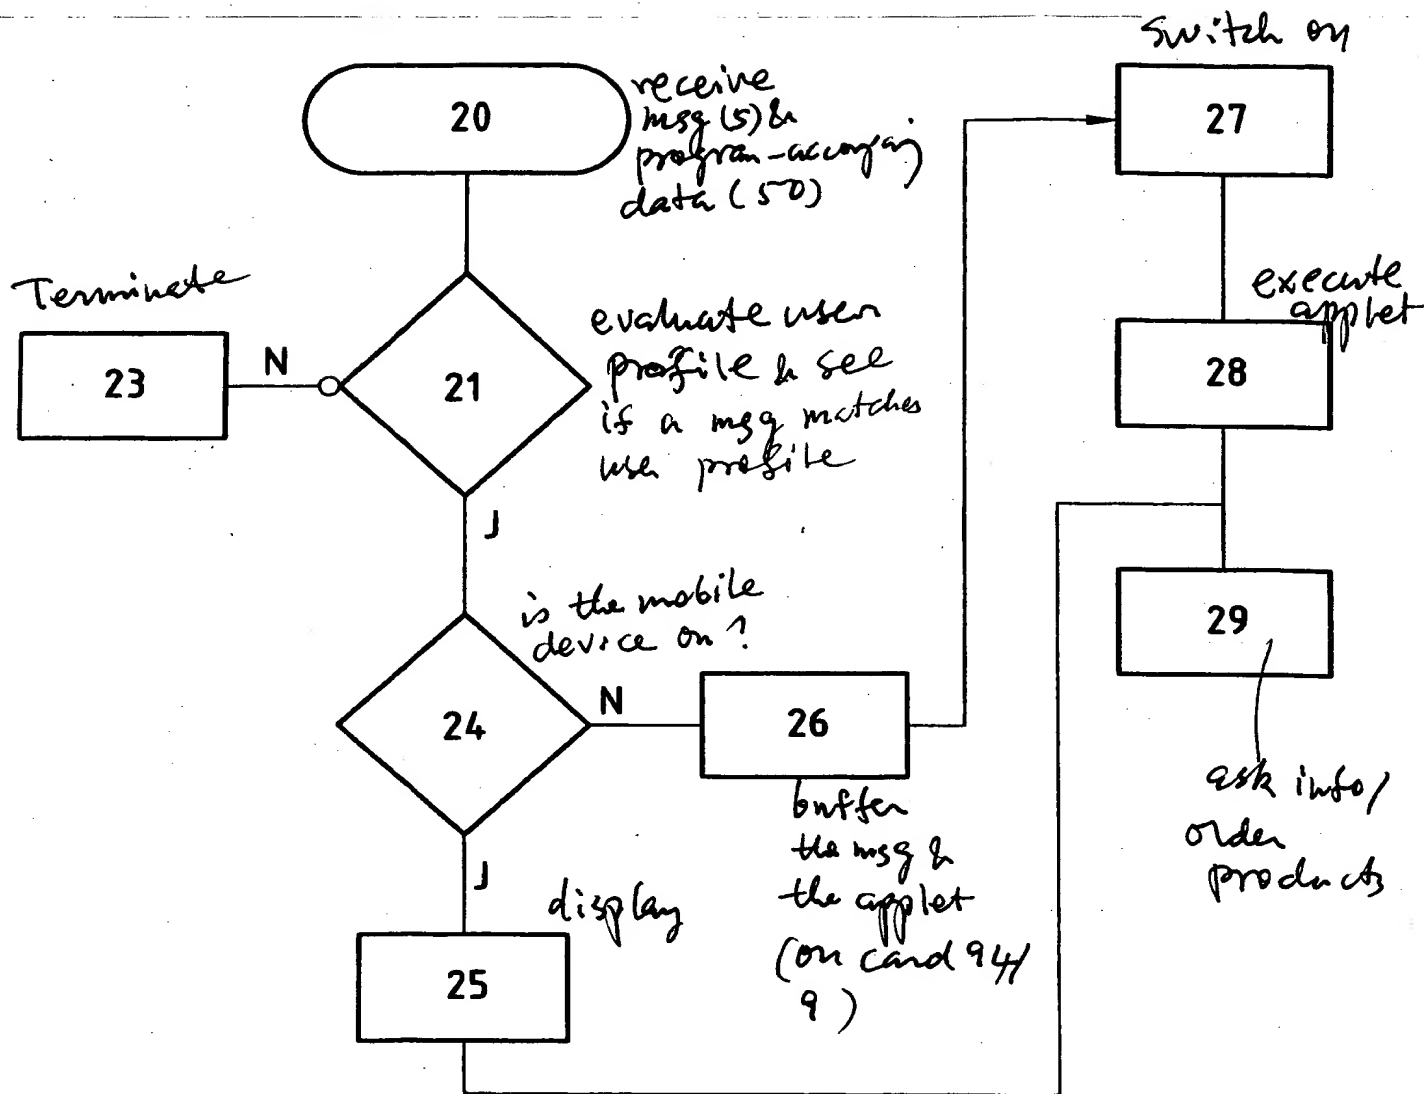 switch on
20
receive
msg (5) &
data (50)
27
Terminate
execute
applet
23
N
21
evaluate user
profile & see
if a msg matches
user profile
28
J
is the mobile
device on?
29
24
N
26
ask info/
order
products
buffer
the msg &
the applet
(on card 94/
9)
J
display
25